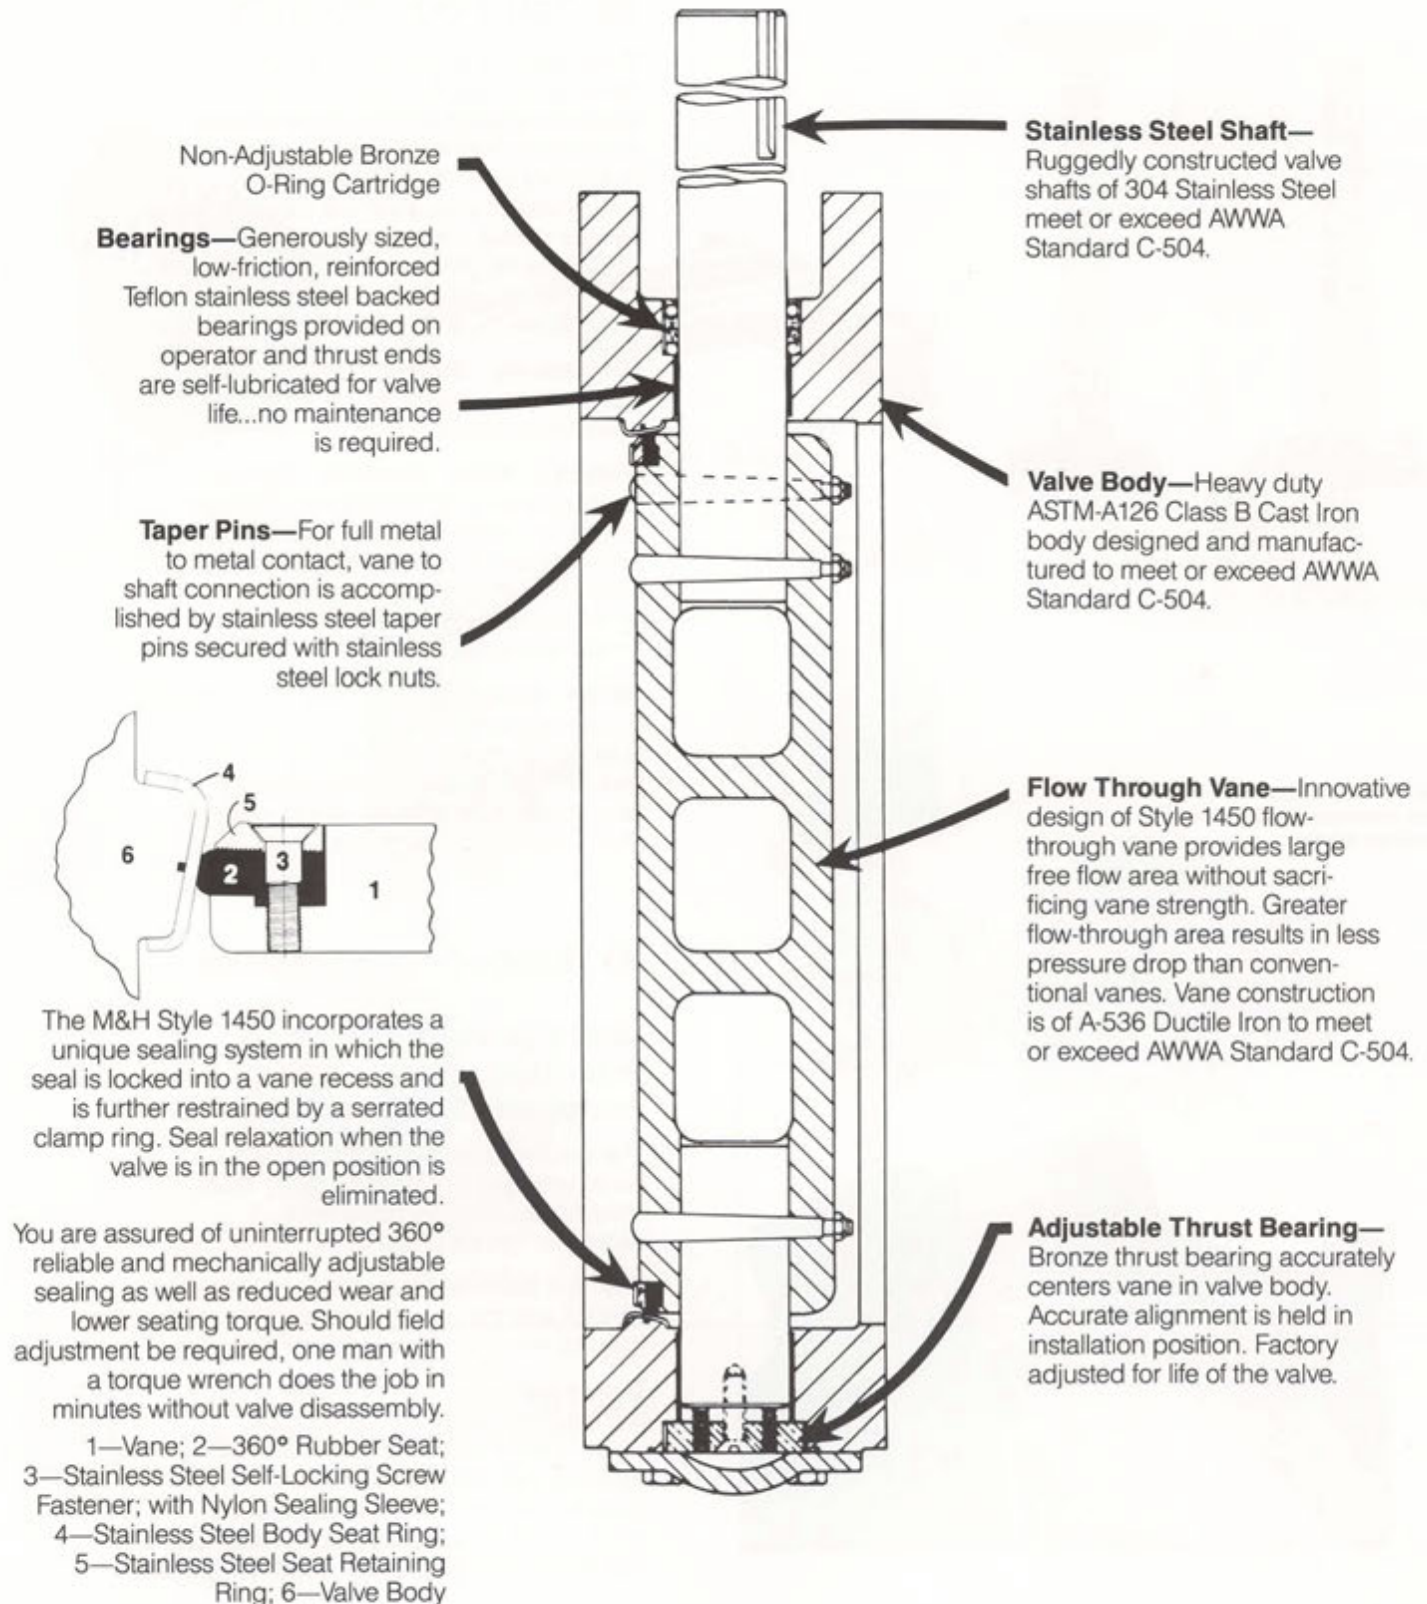 Non-Adjustable Bronze
O-Ring Cartridge
Bearings—Generously sized,
low-friction, reinforced
Teflon stainless steel backed
bearings provided on
operator and thrust ends
are self-lubricated for valve
life...no maintenance
is required.
Taper Pins—For full metal
to metal contact, vane to
shaft connection is accomp-
lished by stainless steel taper
pins secured with stainless
steel lock nuts.
4
5
6
2
3
1
The M&H Style 1450 incorporates a
unique sealing system in which the
seal is locked into a vane recess and
is further restrained by a serrated
clamp ring. Seal relaxation when the
valve is in the open position is
eliminated.
You are assured of uninterrupted 360°
reliable and mechanically adjustable
sealing as well as reduced wear and
lower seating torque. Should field
adjustment be required, one man with
a torque wrench does the job in
minutes without valve disassembly.
1—Vane; 2—360° Rubber Seat;
3—Stainless Steel Self-Locking Screw
Fastener; with Nylon Sealing Sleeve;
4—Stainless Steel Body Seat Ring;
5—Stainless Steel Seat Retaining
Ring; 6—Valve Body
Stainless Steel Shaft—
Ruggedly constructed valve
shafts of 304 Stainless Steel
meet or exceed AWWA
Standard C-504.
Valve Body—Heavy duty
ASTM-A126 Class B Cast Iron
body designed and manufac-
tured to meet or exceed AWWA
Standard C-504.
Flow Through Vane—Innovative
design of Style 1450 flow-
through vane provides large
free flow area without sacri-
ficing vane strength. Greater
flow-through area results in less
pressure drop than conven-
tional vanes. Vane construction
is of A-536 Ductile Iron to meet
or exceed AWWA Standard C-504.
Adjustable Thrust Bearing—
Bronze thrust bearing accurately
centers vane in valve body.
Accurate alignment is held in
installation position. Factory
adjusted for life of the valve.